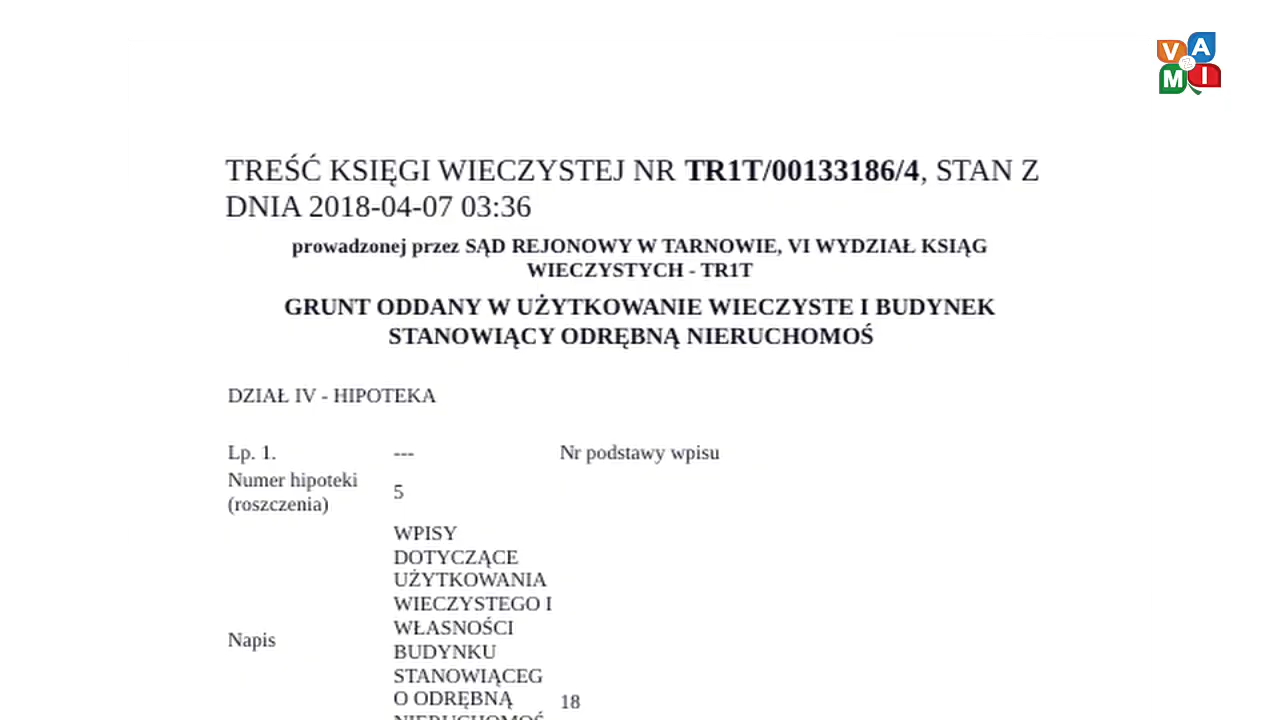 V A
M I
TREŚĆ KSIĘGI WIECZYSTEJ NR TR1T/00133186/4, STAN Z
DNIA 2018-04-07 03:36
prowadzonej przez SĄD REJONOWY W TARNOWIE, VI WYDZIAŁ KSIĄG
WIECZYSTYCH - TR1T
GRUNT ODDANY W UŻYTKOWANIE WIECZYSTE I BUDYNEK
STANOWIĄCY ODRĘBNĄ NIERUCHOMOŚ
DZIAŁ IV - HIPOTEKA
Lp. 1. --- Nr podstawy wpisu
Numer hipoteki
(roszczenia)
5
WPISY
DOTYCZĄCE
UŻYTKOWANIA
WIECZYSTEGO I
WŁASNOŚCI
Napis
BUDYNKU
STANOWIĄCEG
O ODRĘBNĄ 18
NIERUCHOMOŚ